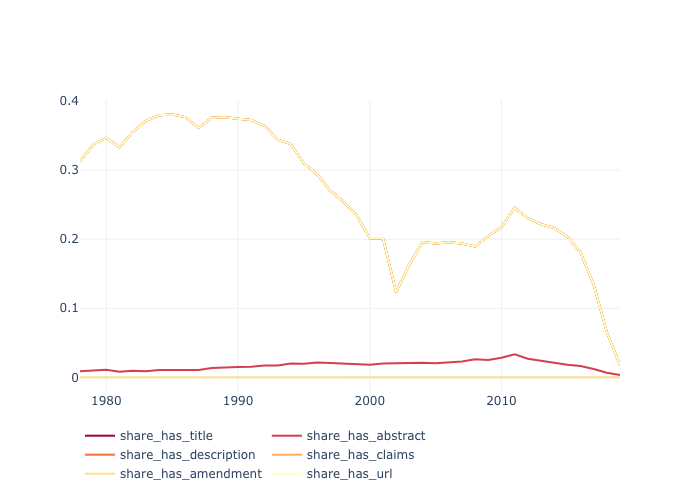 0.4
0.3
0.2
0.1
0
1980 1990 2000 2010
share_has_title share_has_abstract
share_has_description share_has_claims
share_has_amendment share_has_url